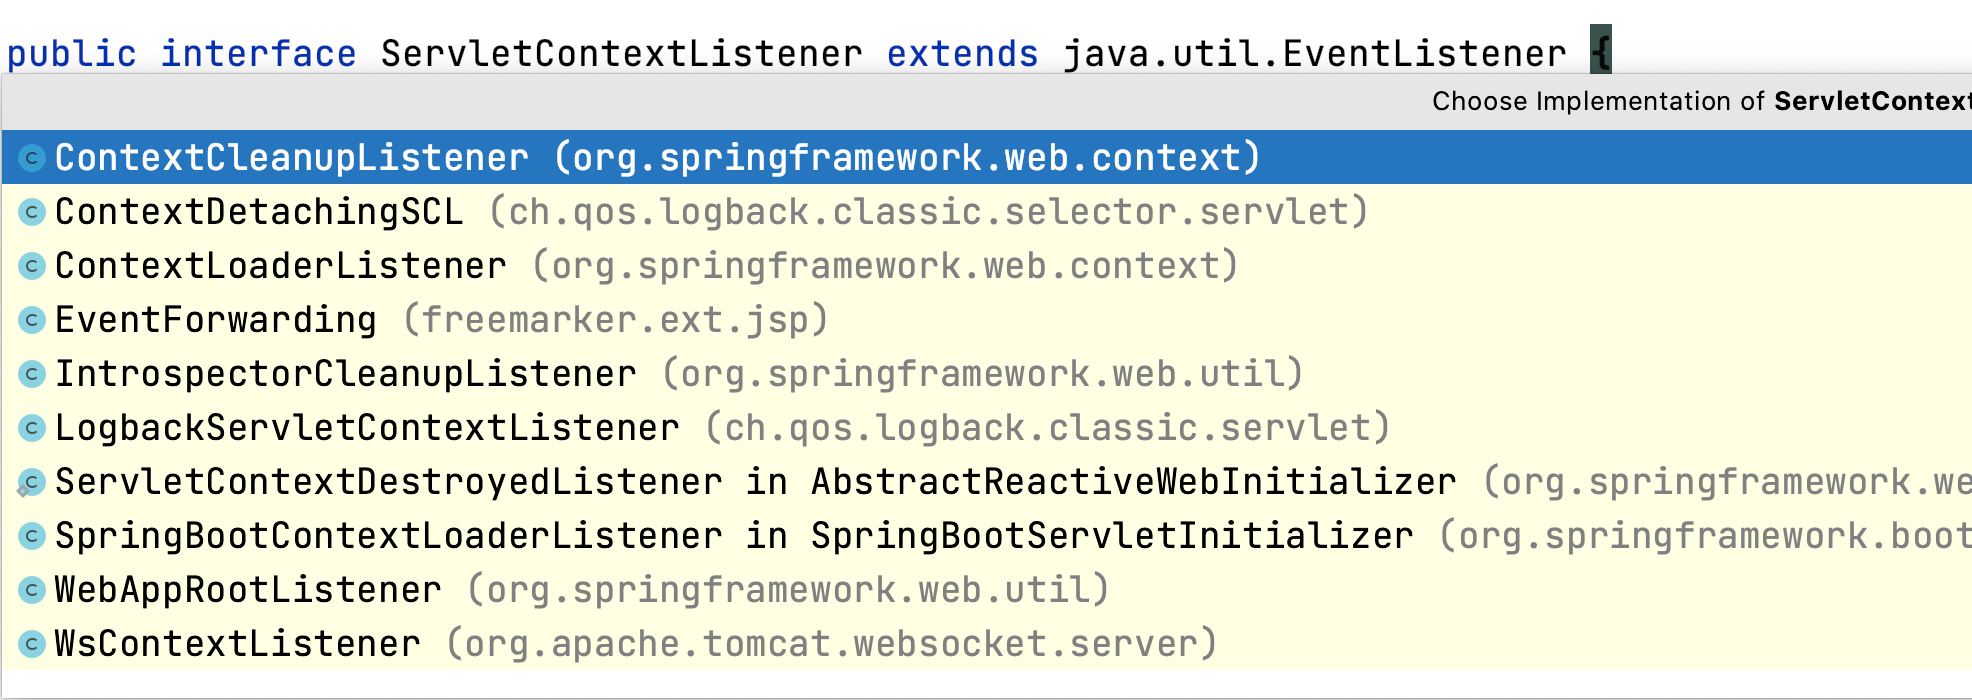 public interface ServletContextListener extends java.util.EventListener {
Choose Implementation of ServletContext
ContextCleanupListener (org.springframework.web.context)
ContextDetachingSCL (ch.qos.logback.classic.selector.servlet)
ContextLoaderListener (org.springframework.web.context)
EventForwarding (freemarker.ext.jsp)
IntrospectorCleanupListener (org.springframework.web.util)
LogbackServletContextListener (ch.qos.logback.classic.servlet)
ServletContextDestroyedListener in AbstractReactiveWebInitializer (org.springframework.we
SpringBootContextLoaderListener in SpringBootServletInitializer (org.springframework.boot
WebAppRootListener (org.springframework.web.util)
WsContextListener (org.apache.tomcat.websocket.server)